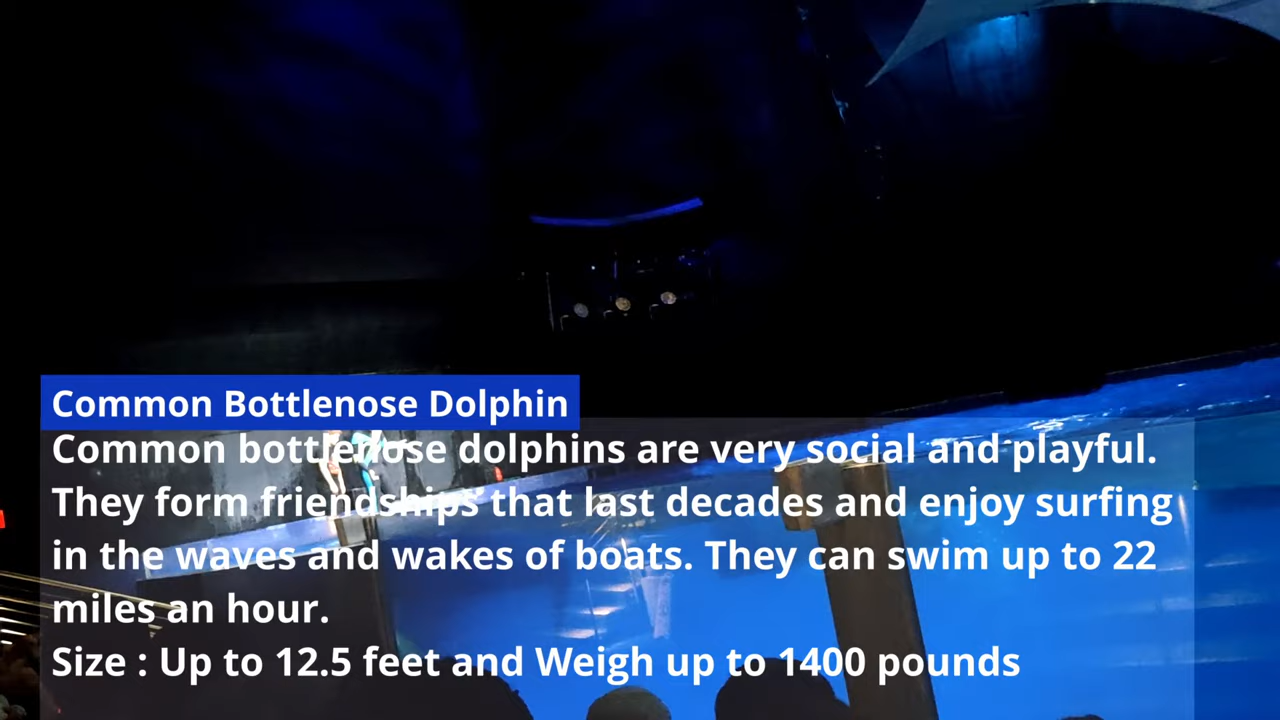 Common Bottlenose Dolphin
Common bottlenose dolphins are very social and playful.
They form friendships that last decades and enjoy surfing
in the waves and wakes of boats. They can swim up to 22
miles an hour.
Size : Up to 12.5 feet and Weigh up to 1400 pounds